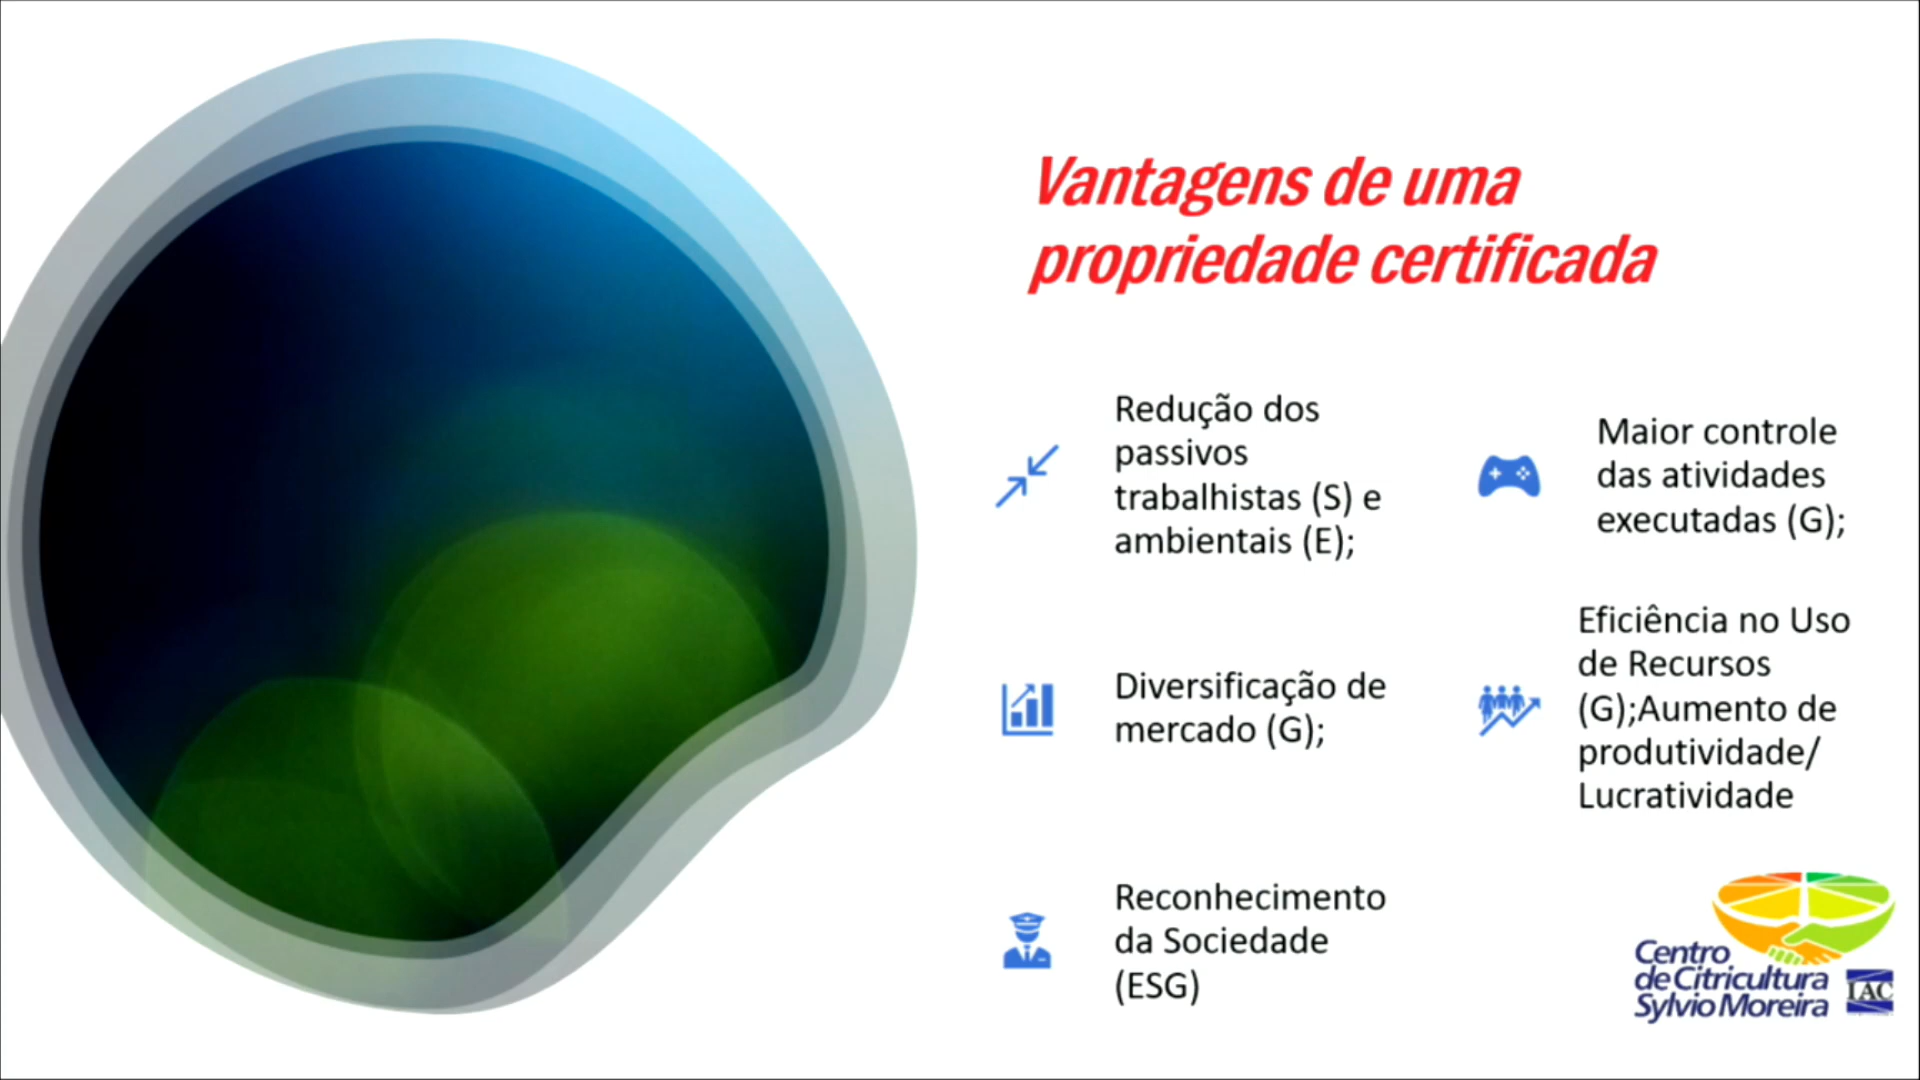 Vantagens de uma
propriedade certificada
Redução dos
passivos
trabalhistas (S) e
ambientais (E);
Maior controle
das atividades
executadas (G);
Diversificação de
mercado (G);
Eficiência no Uso
de Recursos
(G);Aumento de
produtividade/
Lucratividade
Reconhecimento
da Sociedade
(ESG)
Centro
de Citricultura
Sylvio Moreira
IAC